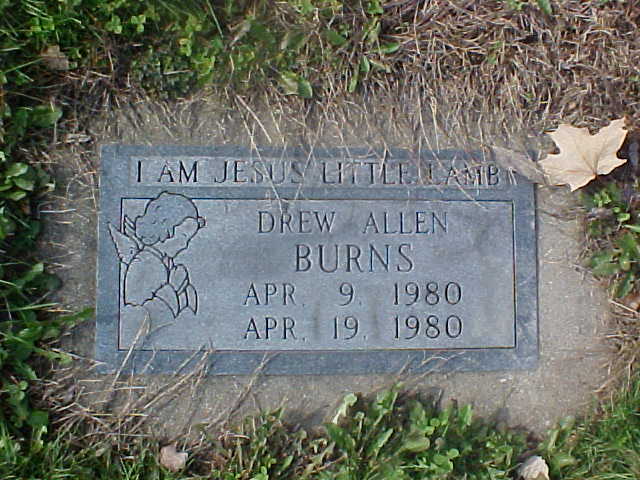 I AM JESUS LITTLE LAMB
DREW ALLEN
BURNS
APR. 9. 1980
APR. 19. 1980